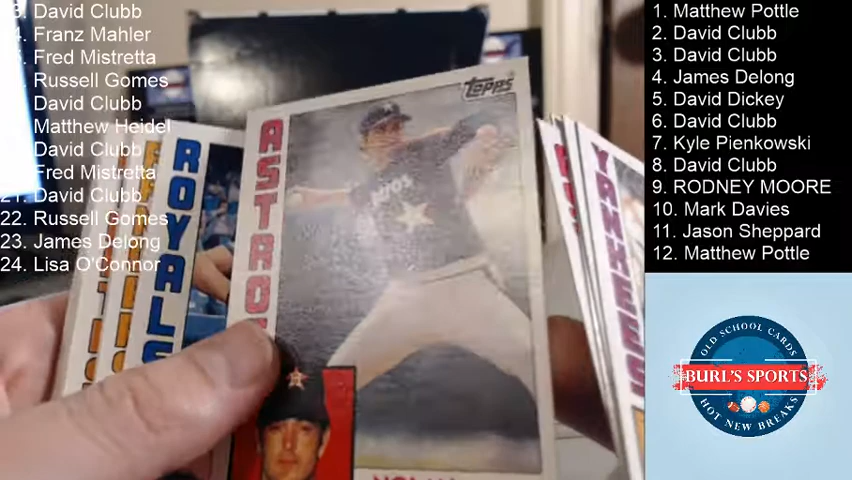 David Clubb
Franz Mahler
Fred Mistretta
Russell Gomes
David Clubb
Matthew Heidel
David Clubb
Fred Mistretta
David Clubb
22. Russell Gomes
23. James Delong
24. Lisa O'Connor
1. Matthew Pottle
2. David Clubb
3. David Clubb
4. James Delong
5. David Dickey
6. David Clubb
7. Kyle Pienkowski
8. David Clubb
9. RODNEY MOORE
10. Mark Davies
11. Jason Sheppard
12. Matthew Pottle
Topps
ROYALS
ASTROS
YANKEES
OLD SCHOOL CARDS
BURL'S SPORTS
HOT NEW BREAKS